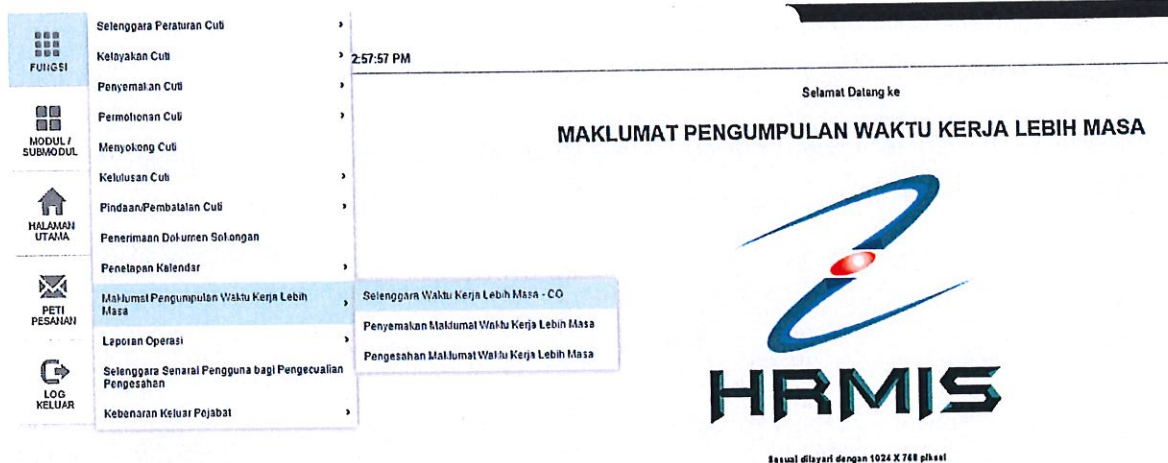 FUNGSI
MODUL /
SUBMODUL
HALAMAN
UTAMA
PETI
PESANAN
LOG
KELUAR
Selenggara Peraturan Cuti
Kelayakan Cuti
Penyemakan Cuti
Permohonan Cuti
Menyokong Cuti
Kelulusan Cuti
Pindaan/Pembatalan Cuti
Penerimaan Dokumen Sokongan
Penetapan Kalendar
Maklumat Pengumpulan Waktu Kerja Lebih
Masa
Laporan Operasi
Selenggara Senarai Pengguna bagi Pengecualian
Pengesahan
Kebenaran Keluar Pejabat
Selenggara Waktu Kerja Lebih Masa - CO
Penyemakan Maklumat Waktu Kerja Lebih Masa
Pengesahan Maklumat Waktu Kerja Lebih Masa
2:57:57 PM
Selamat Datang ke
MAKLUMAT PENGUMPULAN WAKTU KERJA LEBIH MASA
HRMIS
Sesuai dilayari dengan 1024 X 768 piksel